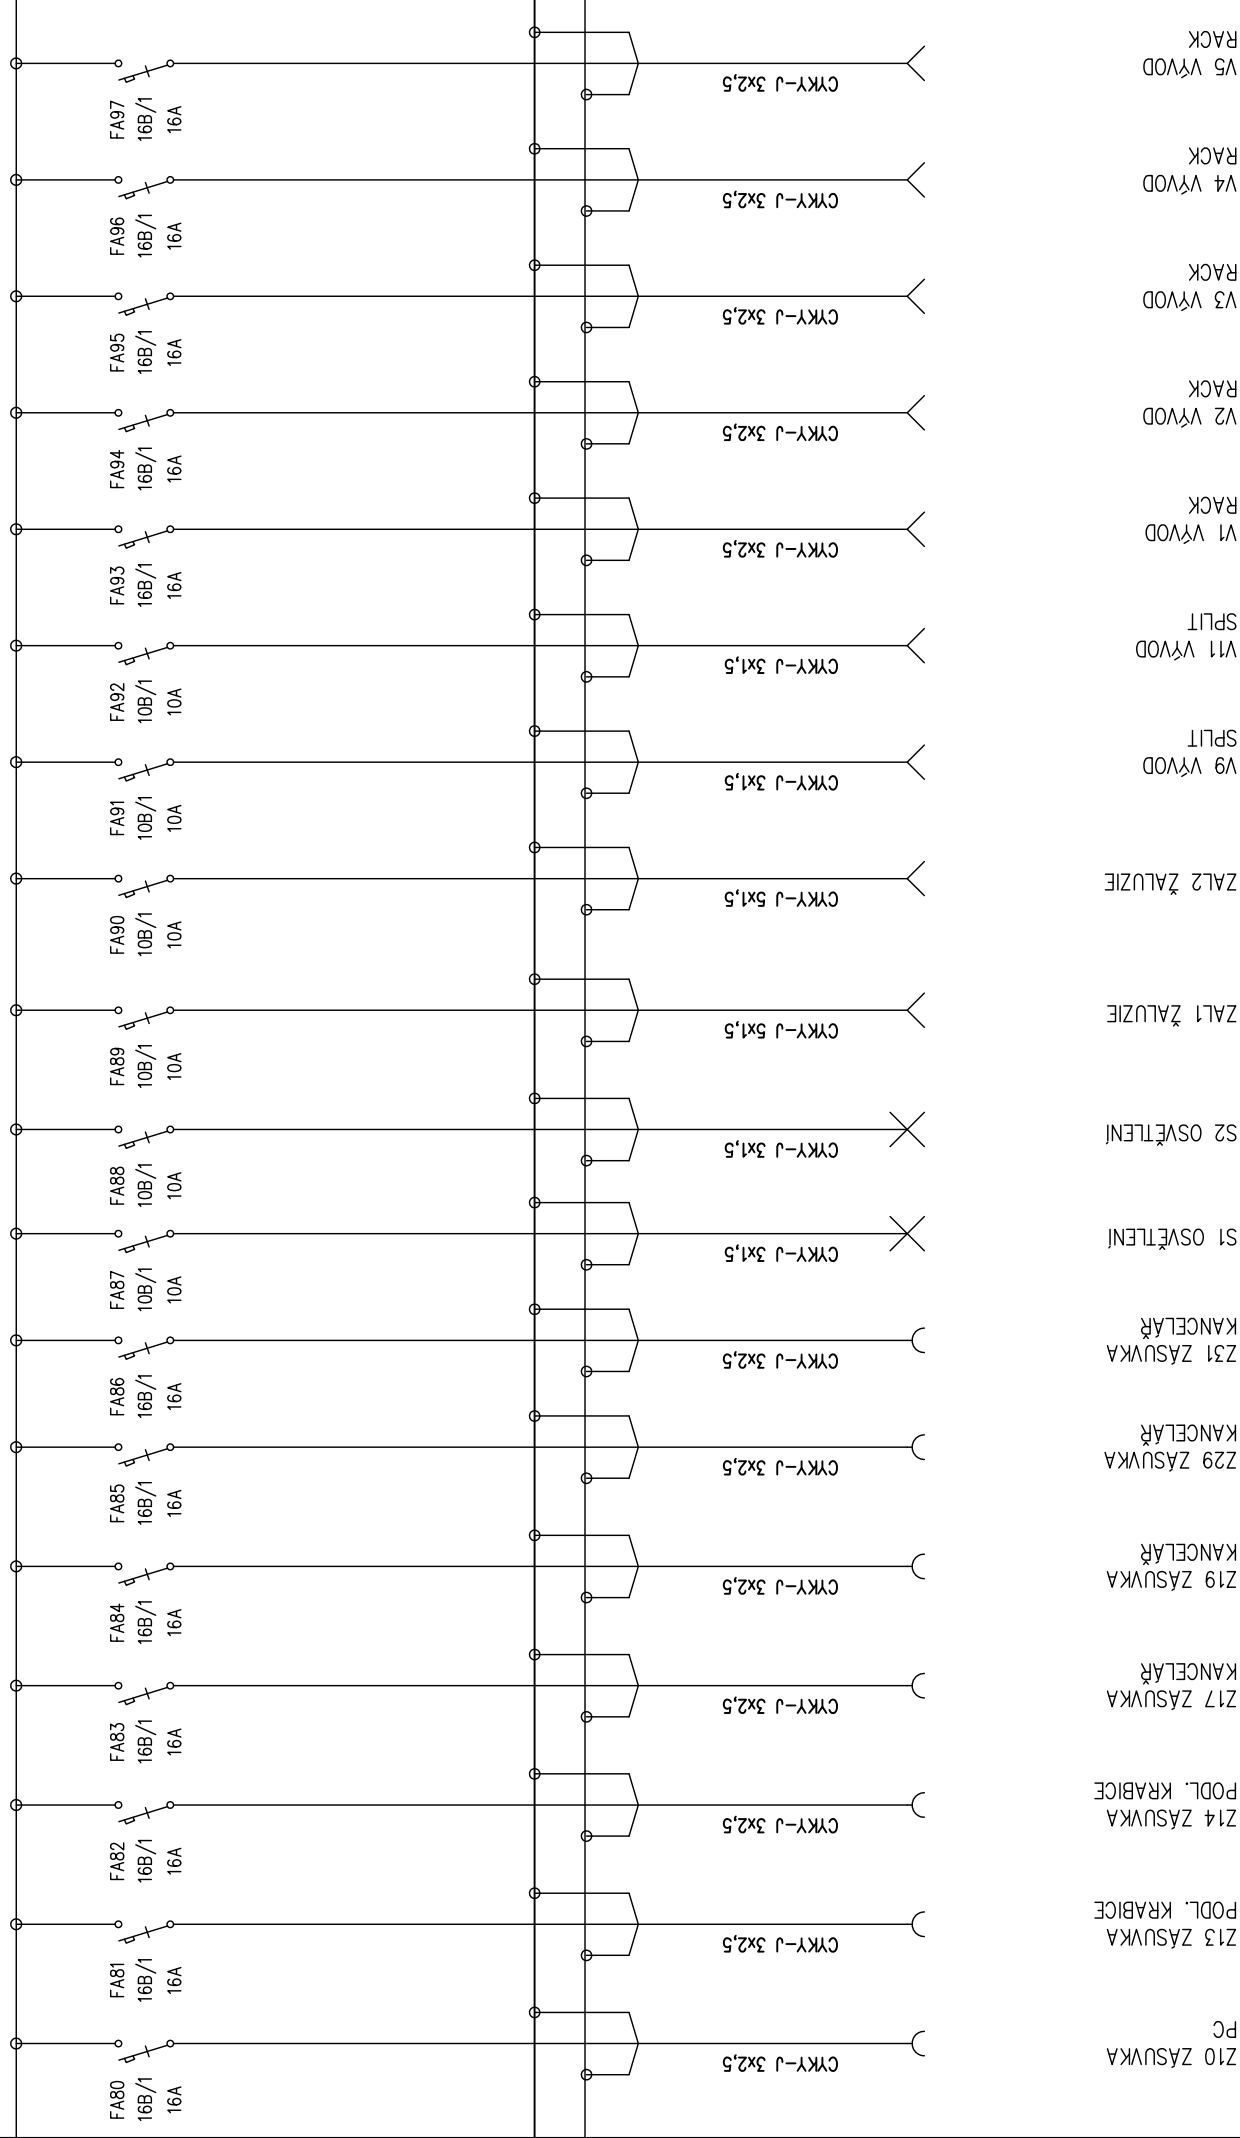 FA97
16B/1
16A
CYKY-J 3x2,5
V5 VÝVOD
RACK
FA96
16B/1
16A
CYKY-J 3x2,5
V4 VÝVOD
RACK
FA95
16B/1
16A
CYKY-J 3x2,5
V3 VÝVOD
RACK
FA94
16B/1
16A
CYKY-J 3x2,5
V2 VÝVOD
RACK
FA93
16B/1
16A
CYKY-J 3x2,5
V1 VÝVOD
RACK
FA92
10B/1
10A
CYKY-J 3x1,5
V11 VÝVOD
SPLIT
FA91
10B/1
10A
CYKY-J 3x1,5
V9 VÝVOD
SPLIT
FA90
10B/1
10A
CYKY-J 5x1,5
ZAL2 ŽALUZIE
FA89
10B/1
10A
CYKY-J 5x1,5
ZAL1 ŽALUZIE
FA88
10B/1
10A
CYKY-J 3x1,5
S2 OSVĚTLENÍ
FA87
10B/1
10A
CYKY-J 3x1,5
S1 OSVĚTLENÍ
FA86
16B/1
16A
CYKY-J 3x2,5
Z31 ZÁSUVKA
KANCELÁŘ
FA85
16B/1
16A
CYKY-J 3x2,5
Z29 ZÁSUVKA
KANCELÁŘ
FA84
16B/1
16A
CYKY-J 3x2,5
Z19 ZÁSUVKA
KANCELÁŘ
FA83
16B/1
16A
CYKY-J 3x2,5
Z17 ZÁSUVKA
KANCELÁŘ
FA82
16B/1
16A
CYKY-J 3x2,5
Z14 ZÁSUVKA
PODL. KRABICE
FA81
16B/1
16A
CYKY-J 3x2,5
Z13 ZÁSUVKA
PODL. KRABICE
FA80
16B/1
16A
CYKY-J 3x2,5
Z10 ZÁSUVKA
PC